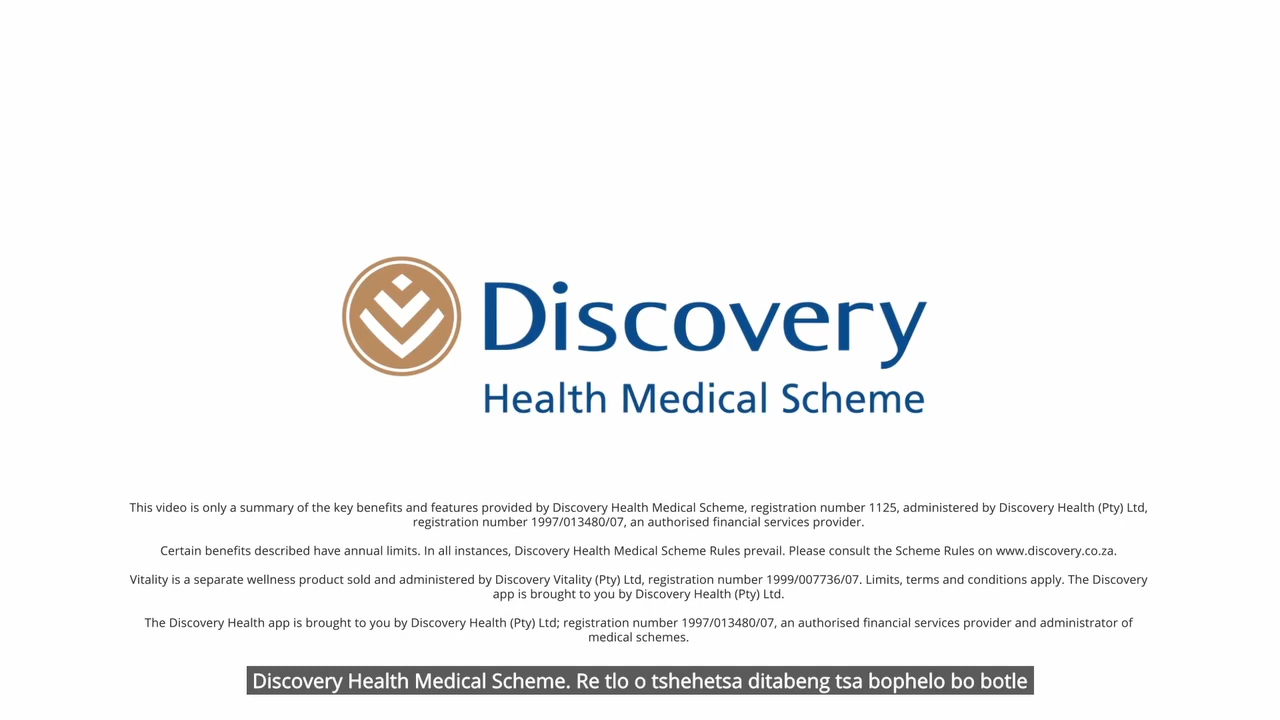 Discovery
Health Medical Scheme
This video is only a summary of the key benefits and features provided by Discovery Health Medical Scheme, registration number 1125, administered by Discovery Health (Pty) Ltd,
registration number 1997/013480/07, an authorised financial services provider.
Certain benefits described have annual limits. In all instances, Discovery Health Medical Scheme Rules prevail. Please consult the Scheme Rules on www.discovery.co.za.
Vitality is a separate wellness product sold and administered by Discovery Vitality (Pty) Ltd, registration number 1999/007736/07. Limits, terms and conditions apply. The Discovery
app is brought to you by Discovery Health (Pty) Ltd.
The Discovery Health app is brought to you by Discovery Health (Pty) Ltd; registration number 1997/013480/07, an authorised financial services provider and administrator of
medical schemes.
Discovery Health Medical Scheme. Re tlo o tshehetsa ditabeng tsa bophelo bo botle